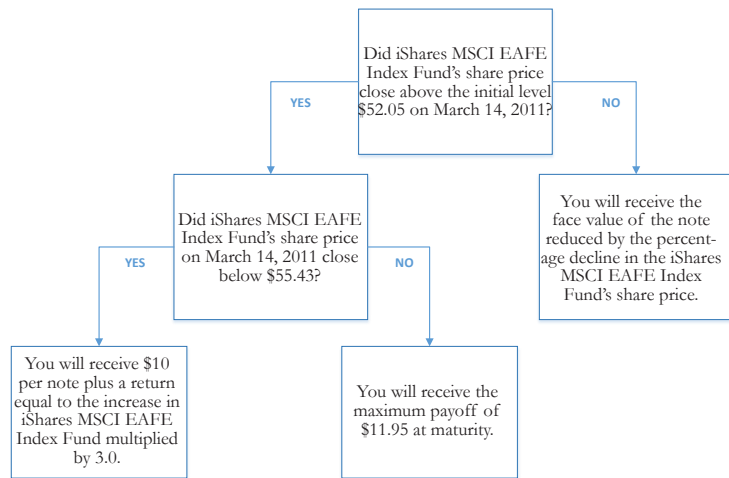 Did iShares MSCI EAFE
Index Fund's share price
close above the initial level
$52.05 on March 14, 2011?
YES
NO
Did iShares MSCI EAFE
Index Fund's share price
on March 14, 2011 close
below $55.43?
You will receive the
face value of the note
reduced by the percent-
age decline in the iShares
MSCI EAFE Index
Fund's share price.
YES
NO
You will receive $10
per note plus a return
equal to the increase in
iShares MSCI EAFE
Index Fund multiplied
by 3.0.
You will receive the
maximum payoff of
$11.95 at maturity.